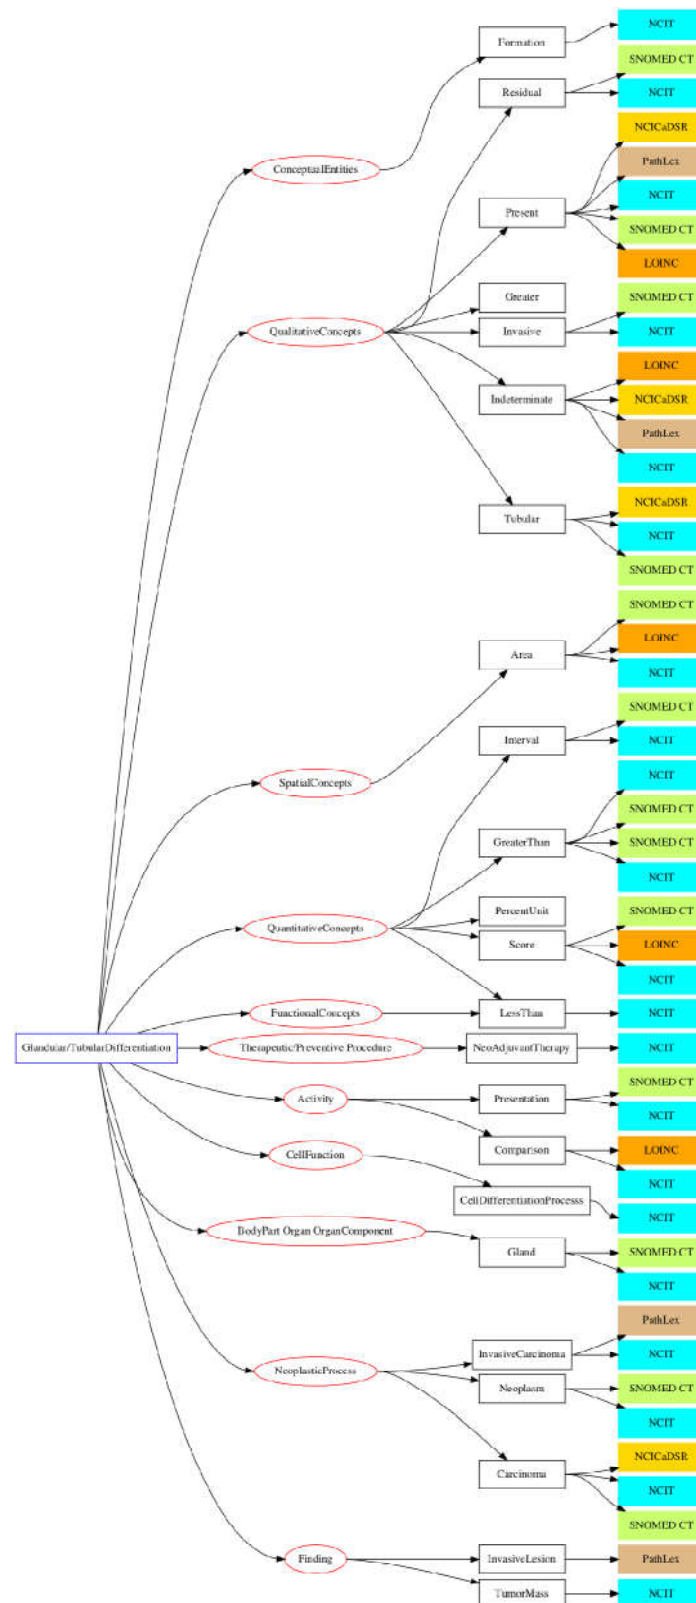 NCIT
Formation
SNOMED CT
Residual
NCIT
NCICaDSR
PathLex
ConceptualEntities
NCIT
Present
SNOMED CT
LOINC
Greater
SNOMED CT
QualitativeConcepts
Invasive
NCIT
LOINC
Indeterminate
NCICaDSR
PathLex
NCIT
NCICaDSR
Tubular
NCIT
SNOMED CT
SNOMED CT
LOINC
Area
NCIT
SNOMED CT
Interval
NCIT
SpatialConcepts
NCIT
SNOMED CT
GreaterThan
SNOMED CT
NCIT
PercentUnit
SNOMED CT
QuantitativeConcepts
Score
LOINC
NCIT
FunctionalConcepts
LessThan
NCIT
Glandular/TubularDifferentiation
Therapeutic/Preventive Procedure
NeoAdjuvantTherapy
NCIT
SNOMED CT
Activity
Presentation
NCIT
Comparison
LOINC
CellFunction
NCIT
CellDifferentiationProcesss
NCIT
BodyPart Organ OrganComponent
Gland
SNOMED CT
NCIT
PathLex
InvasiveCarcinoma
NCIT
NeoplasticProcess
Neoplasm
SNOMED CT
NCIT
NCICaDSR
Carcinoma
NCIT
SNOMED CT
Finding
InvasiveLesion
PathLex
TumorMass
NCIT